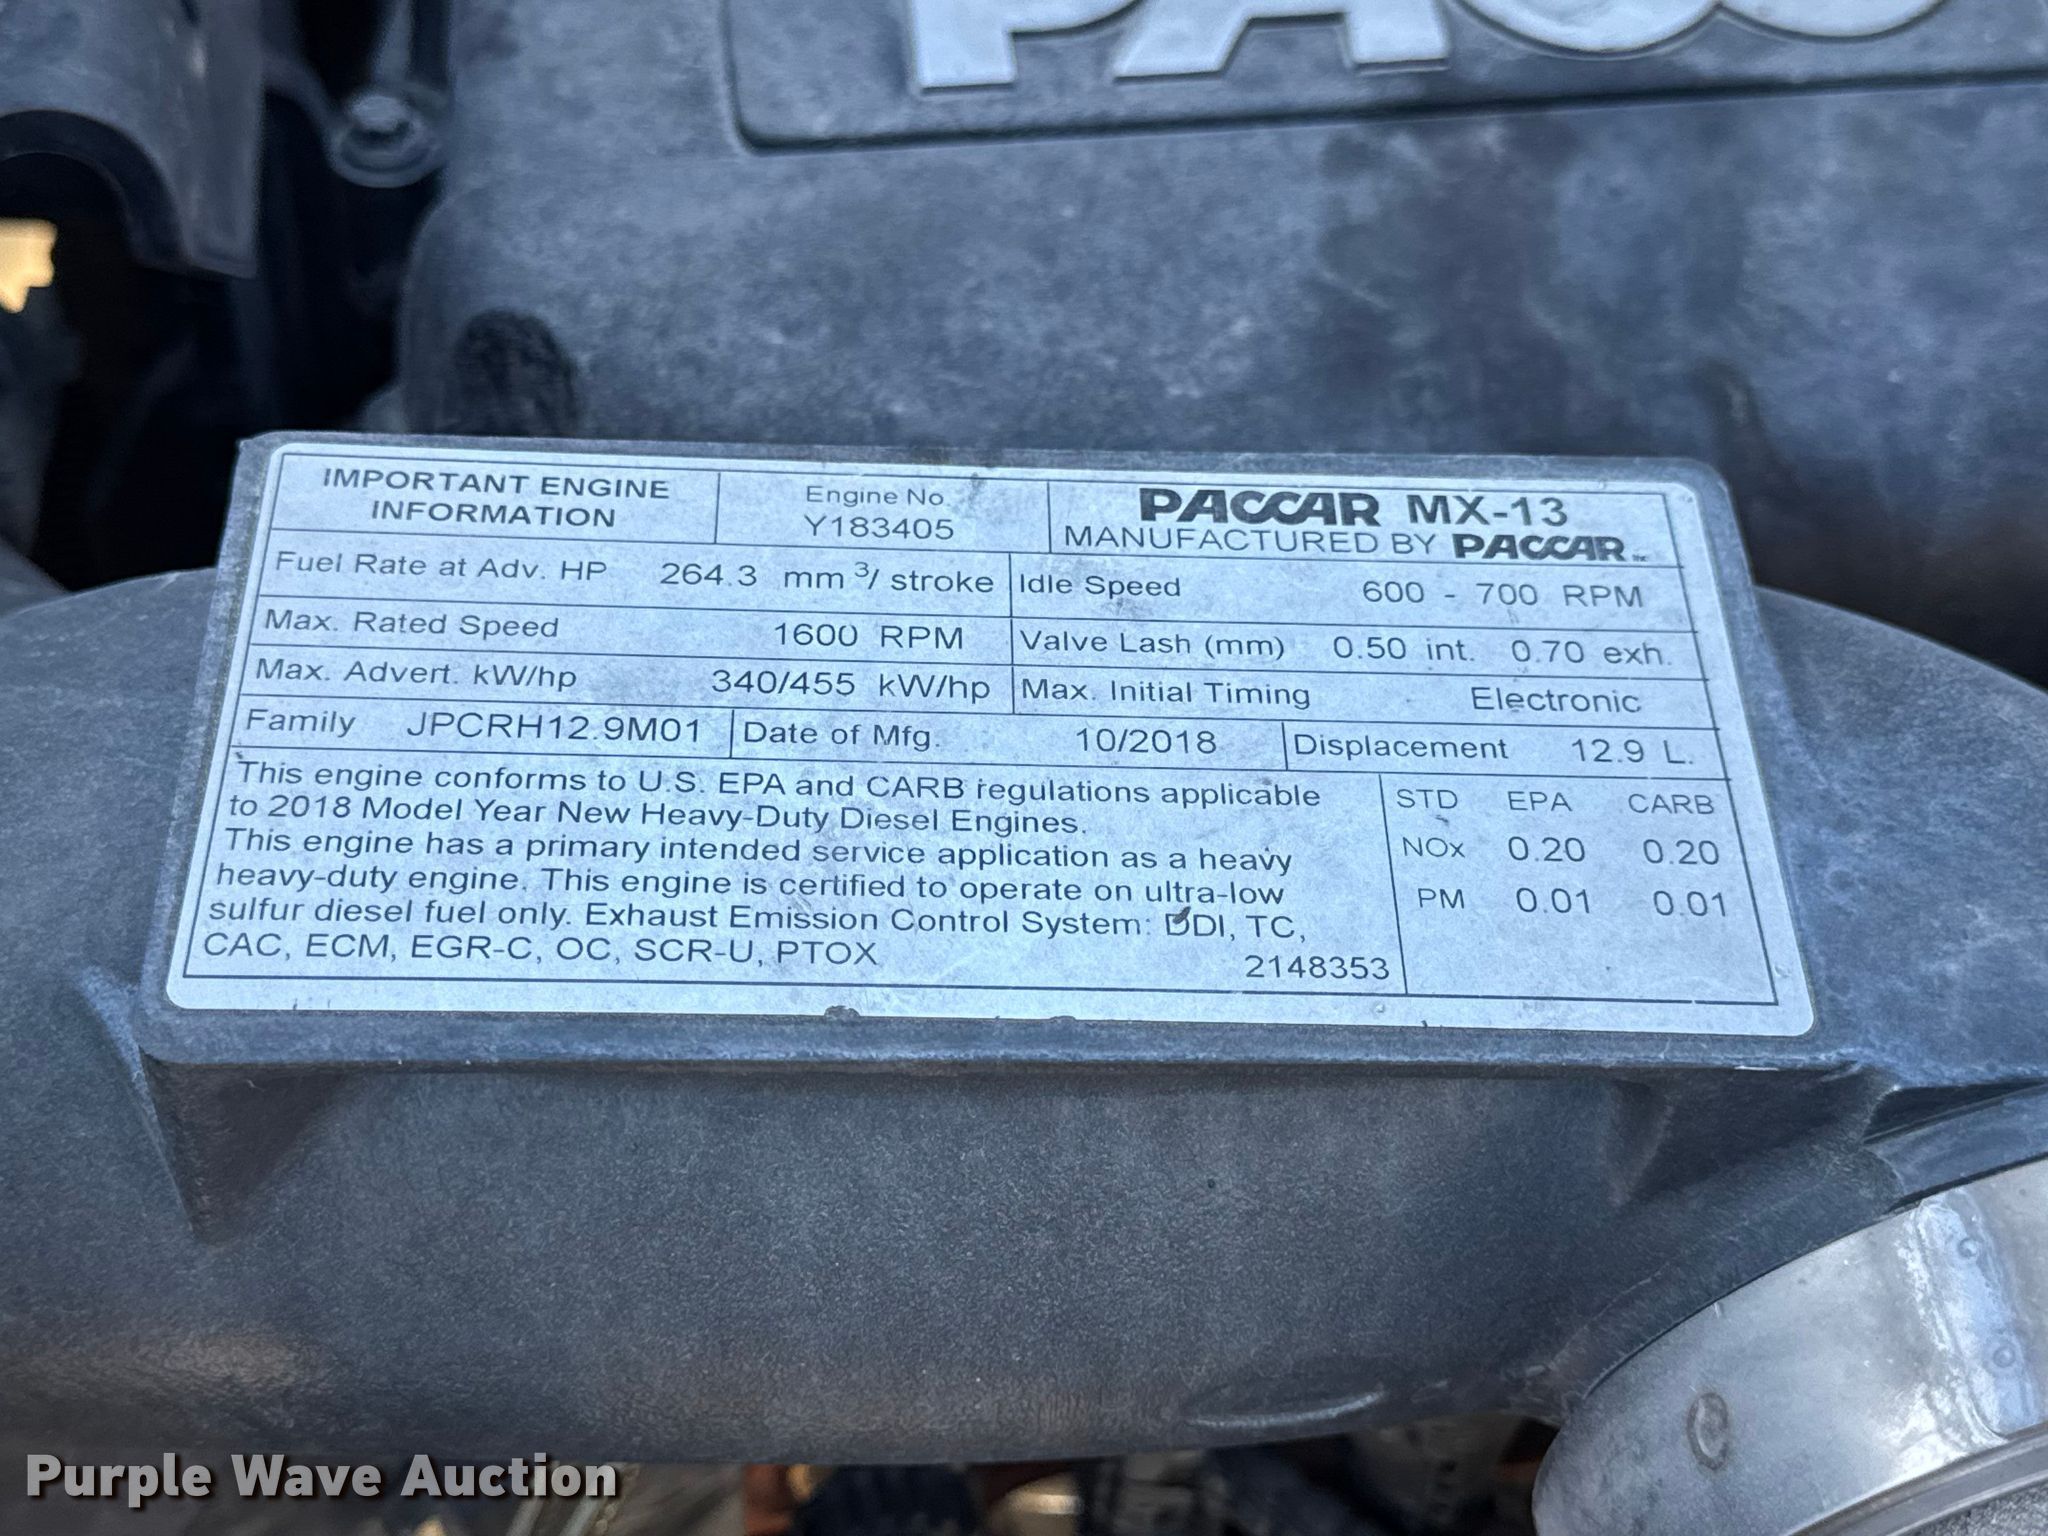 PACCAR
IMPORTANT ENGINE
INFORMATION
Engine No.
Y183405
PACCAR MX-13
MANUFACTURED BY PACCAR
Fuel Rate at Adv. HP 264.3 mm³/ stroke
Idle Speed 600 - 700 RPM
Max. Rated Speed 1600 RPM
Valve Lash (mm) 0.50 int. 0.70 exh.
Max. Advert. kW/hp 340/455 kW/hp
Max. Initial Timing Electronic
Family JPCRH12.9M01
Date of Mfg. 10/2018
Displacement 12.9 L.
This engine conforms to U.S. EPA and CARB regulations applicable
to 2018 Model Year New Heavy-Duty Diesel Engines.
This engine has a primary intended service application as a heavy
heavy-duty engine. This engine is certified to operate on ultra-low
sulfur diesel fuel only. Exhaust Emission Control System: DDI, TC,
CAC, ECM, EGR-C, OC, SCR-U, PTOX
2148353
STD EPA CARB
NOx 0.20 0.20
PM 0.01 0.01
Purple Wave Auction